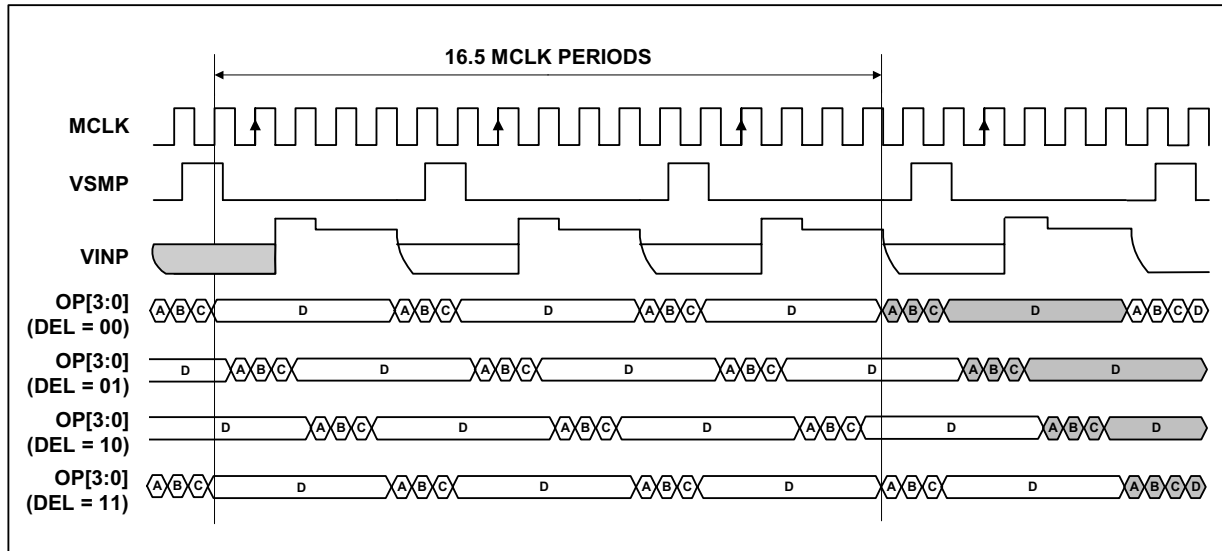 16.5 MCLK PERIODS
MCLK
VSMP
VINP
OP[3:0]
(DEL = 00)
A B C D A B C D A B C D A B C D A B C D
OP[3:0]
(DEL = 01)
D A B C D A B C D A B C D A B C D
OP[3:0]
(DEL = 10)
D A B C D A B C D A B C D A B C D
OP[3:0]
(DEL = 11)
A B C D A B C D A B C D A B C D A B C D